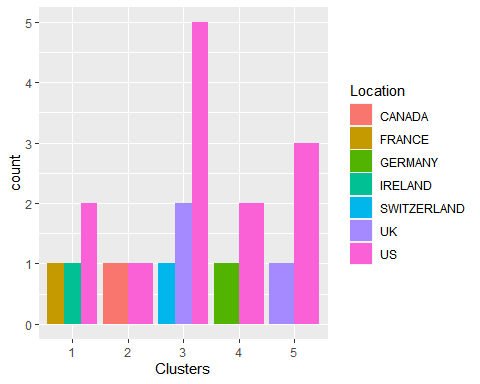 5
4
3
2
1
0
count
1 2 3 4 5
Clusters
Location
CANADA
FRANCE
GERMANY
IRELAND
SWITZERLAND
UK
US